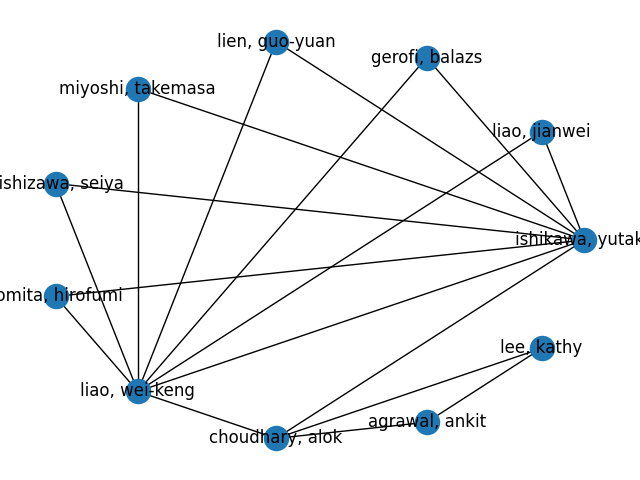 lien, guo-yuan
gerofi, balazs
miyoshi, takemasa
liao, jianwei
ishizawa, seiya
ishikawa, yutak
omita, hirofumi
lee, kathy
liao, wei-keng
agrawal, ankit
choudhary, alok